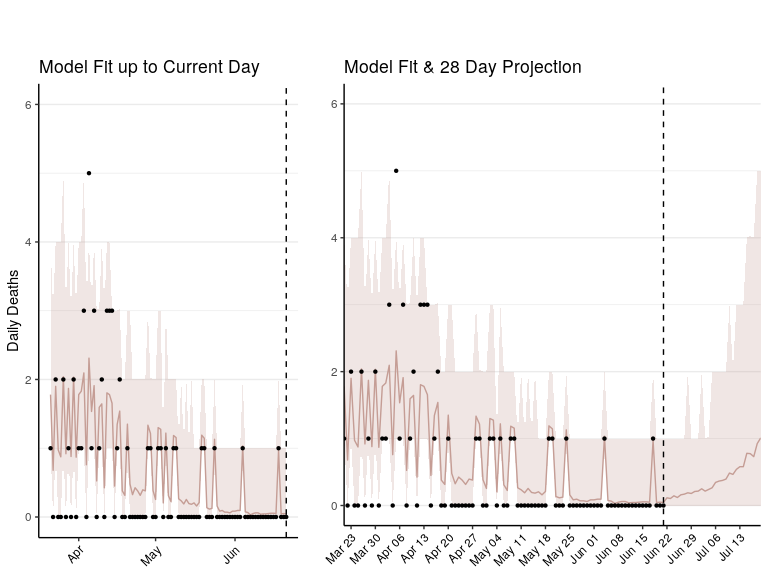 Model Fit up to Current Day
Model Fit & 28 Day Projection
Daily Deaths
6
4
2
0
Apr
May
Jun
6
4
2
0
Mar 23
Mar 30
Apr 06
Apr 13
Apr 20
Apr 27
May 04
May 11
May 18
May 25
Jun 01
Jun 08
Jun 15
Jun 22
Jun 29
Jul 06
Jul 13